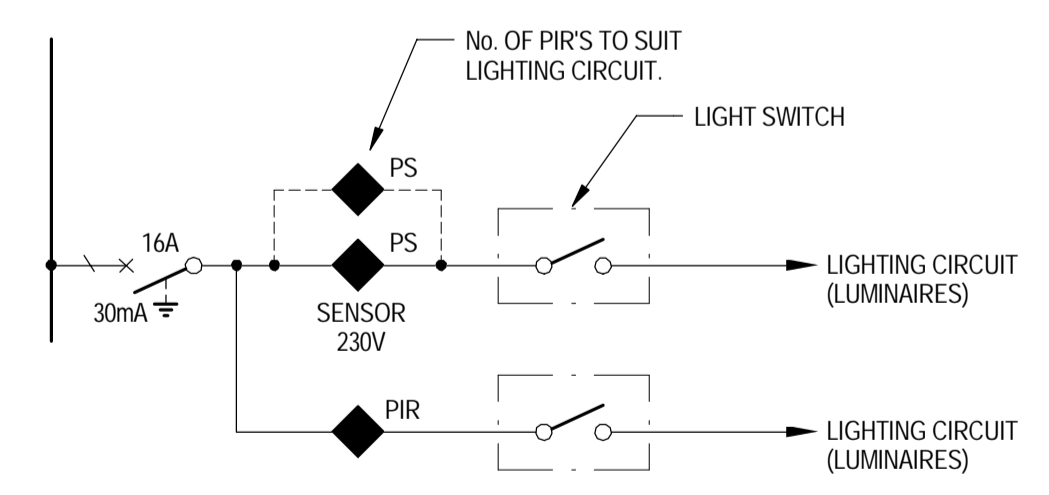 No. OF PIR'S TO SUIT
LIGHTING CIRCUIT.
LIGHT SWITCH
PS
PS
16A
30mA
SENSOR
230V
LIGHTING CIRCUIT
(LUMINAIRES)
PIR
LIGHTING CIRCUIT
(LUMINAIRES)